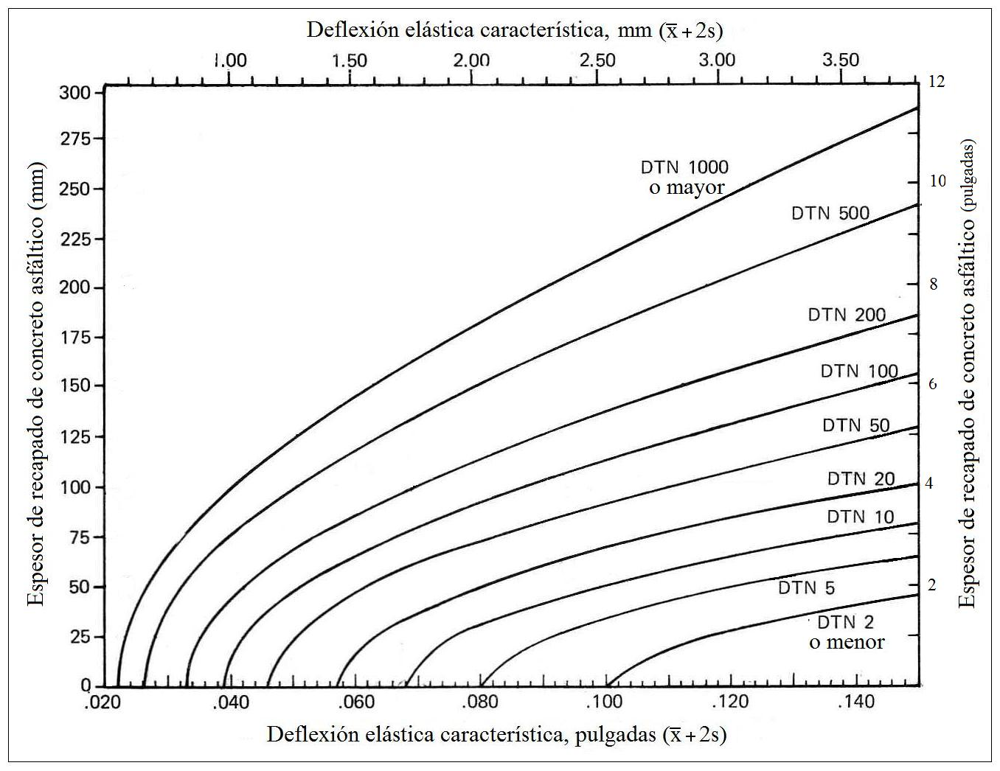 Deflexión elástica característica, mm (x̅ + 2s)
1.00 1.50 2.00 2.50 3.00 3.50
300
275
250
225
200
175
150
125
100
75
50
25
0
Espesor de recapado de concreto asfáltico (mm)
DTN 1000
o mayor
DTN 500
DTN 200
DTN 100
DTN 50
DTN 20
DTN 10
DTN 5
DTN 2
o menor
12
10
8
6
4
2
Espesor de recapado de concreto asfáltico (pulgadas)
.020 .040 .060 .080 .100 .120 .140
Deflexión elástica característica, pulgadas (x̅ + 2s)